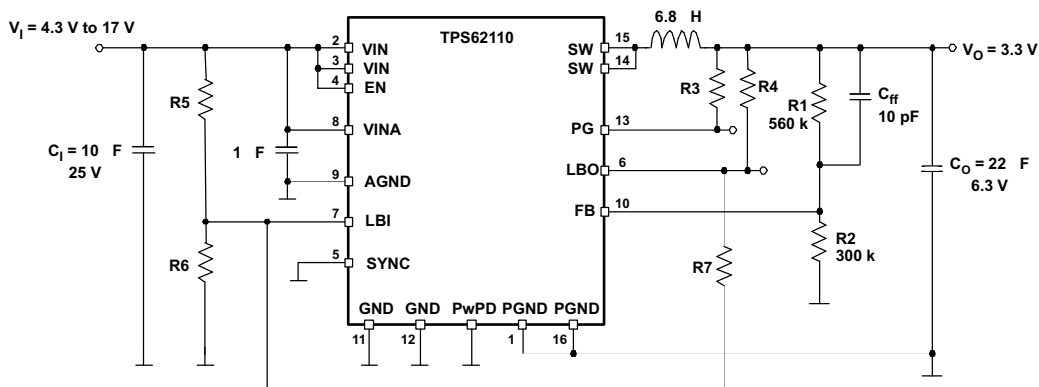 V_I = 4.3 V to 17 V
TPS62110
6.8 H
V_O = 3.3 V
2 VIN
3 VIN
4 EN
8 VINA
9 AGND
7 LBI
5 SYNC
SW 15
SW 14
PG 13
LBO 6
FB 10
R5
R6
C_I = 10 F
25 V
1 F
R3
R4
R1
560 k
C_ff
10 pF
C_O = 22 F
6.3 V
R2
300 k
R7
GND
GND
PwPD
PGND
PGND
11
12
1
16